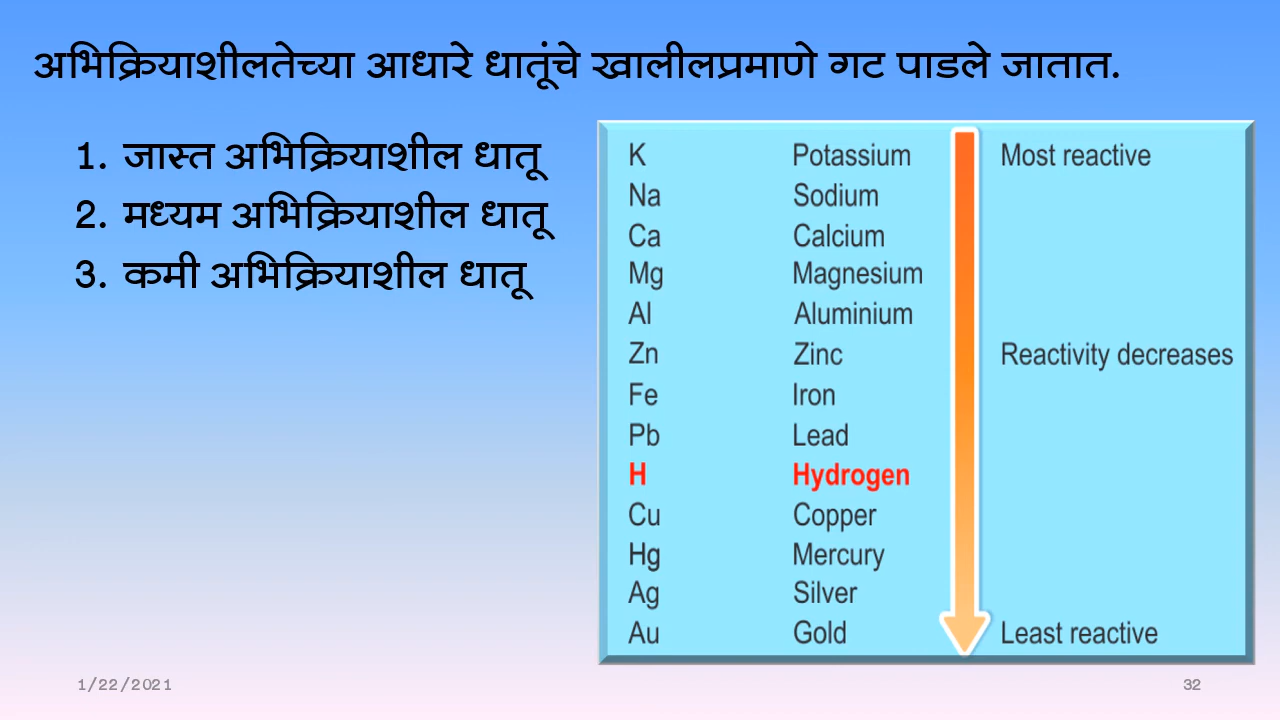 अभिक्रियाशीलतेच्या आधारे धातूंचे खालीलप्रमाणे गट पाडले जातात.
1. जास्त अभिक्रियाशील धातू
2. मध्यम अभिक्रियाशील धातू
3. कमी अभिक्रियाशील धातू
K Potassium Most reactive
Na Sodium
Ca Calcium
Mg Magnesium
Al Aluminium
Zn Zinc Reactivity decreases
Fe Iron
Pb Lead
H Hydrogen
Cu Copper
Hg Mercury
Ag Silver
Au Gold Least reactive
1/22/2021 32